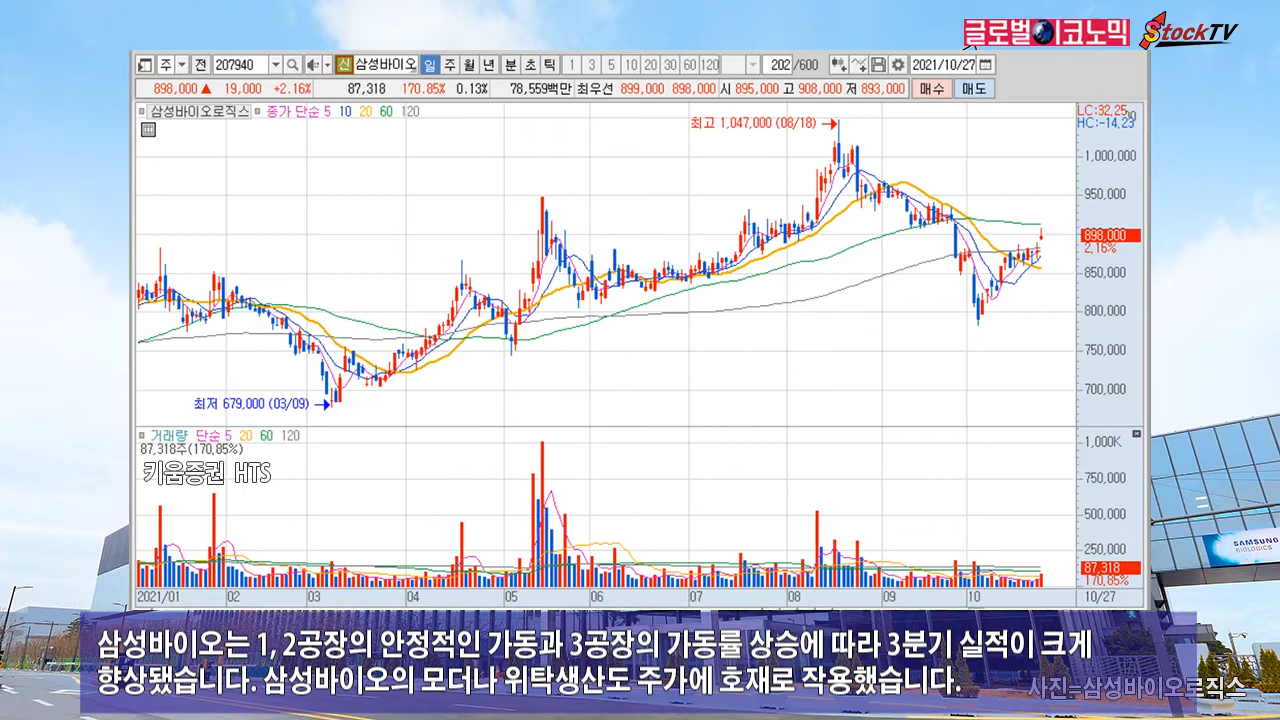 글로벌이코노믹 StockTV
주 전 207940 신 삼성바이오 일 주 월 년 분 초 틱 1 3 5 10 20 30 60 120 202 /600 2021/10/27
898,000 ▲ 19,000 +2.16% 87,318 170.85% 0.13% 78,559백만 최우선 899,000 898,000 시 895,000 고 908,000 저 893,000 매수 매도
삼성바이오로직스 종가 단순 5 10 20 60 120
LC:32.25
HC:-14.23
최고 1,047,000 (08/18)
1,000,000
950,000
898,000
2.16%
850,000
800,000
750,000
700,000
최저 679,000 (03/09)
거래량 단순 5 20 60 120
87,318주(170.85%)
키움증권 HTS
1,000K
750,000
500,000
250,000
87,318
170.85%
2021/01 02 03 04 05 06 07 08 09 10 10/27
SAMSUNG
BIOLOGICS
삼성바이오는 1, 2공장의 안정적인 가동과 3공장의 가동률 상승에 따라 3분기 실적이 크게
향상됐습니다. 삼성바이오의 모더나 위탁생산도 주가에 호재로 작용했습니다.
사진=삼성바이오로직스